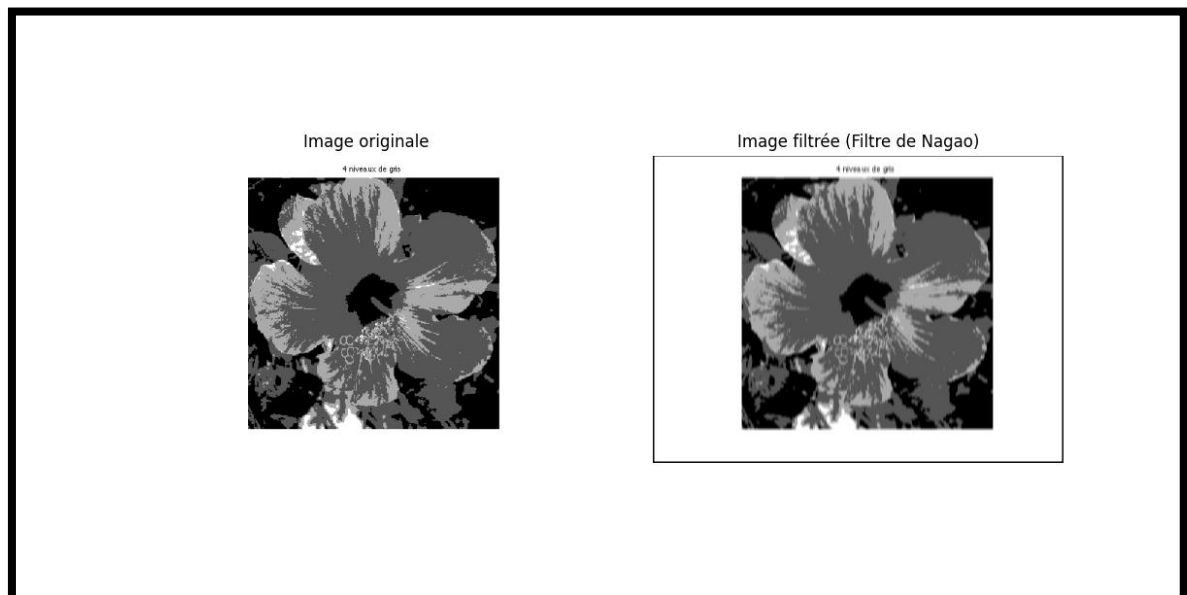 Image originale
4 niveaux de gris
Image filtrée (Filtre de Nagao)
4 niveaux de gris